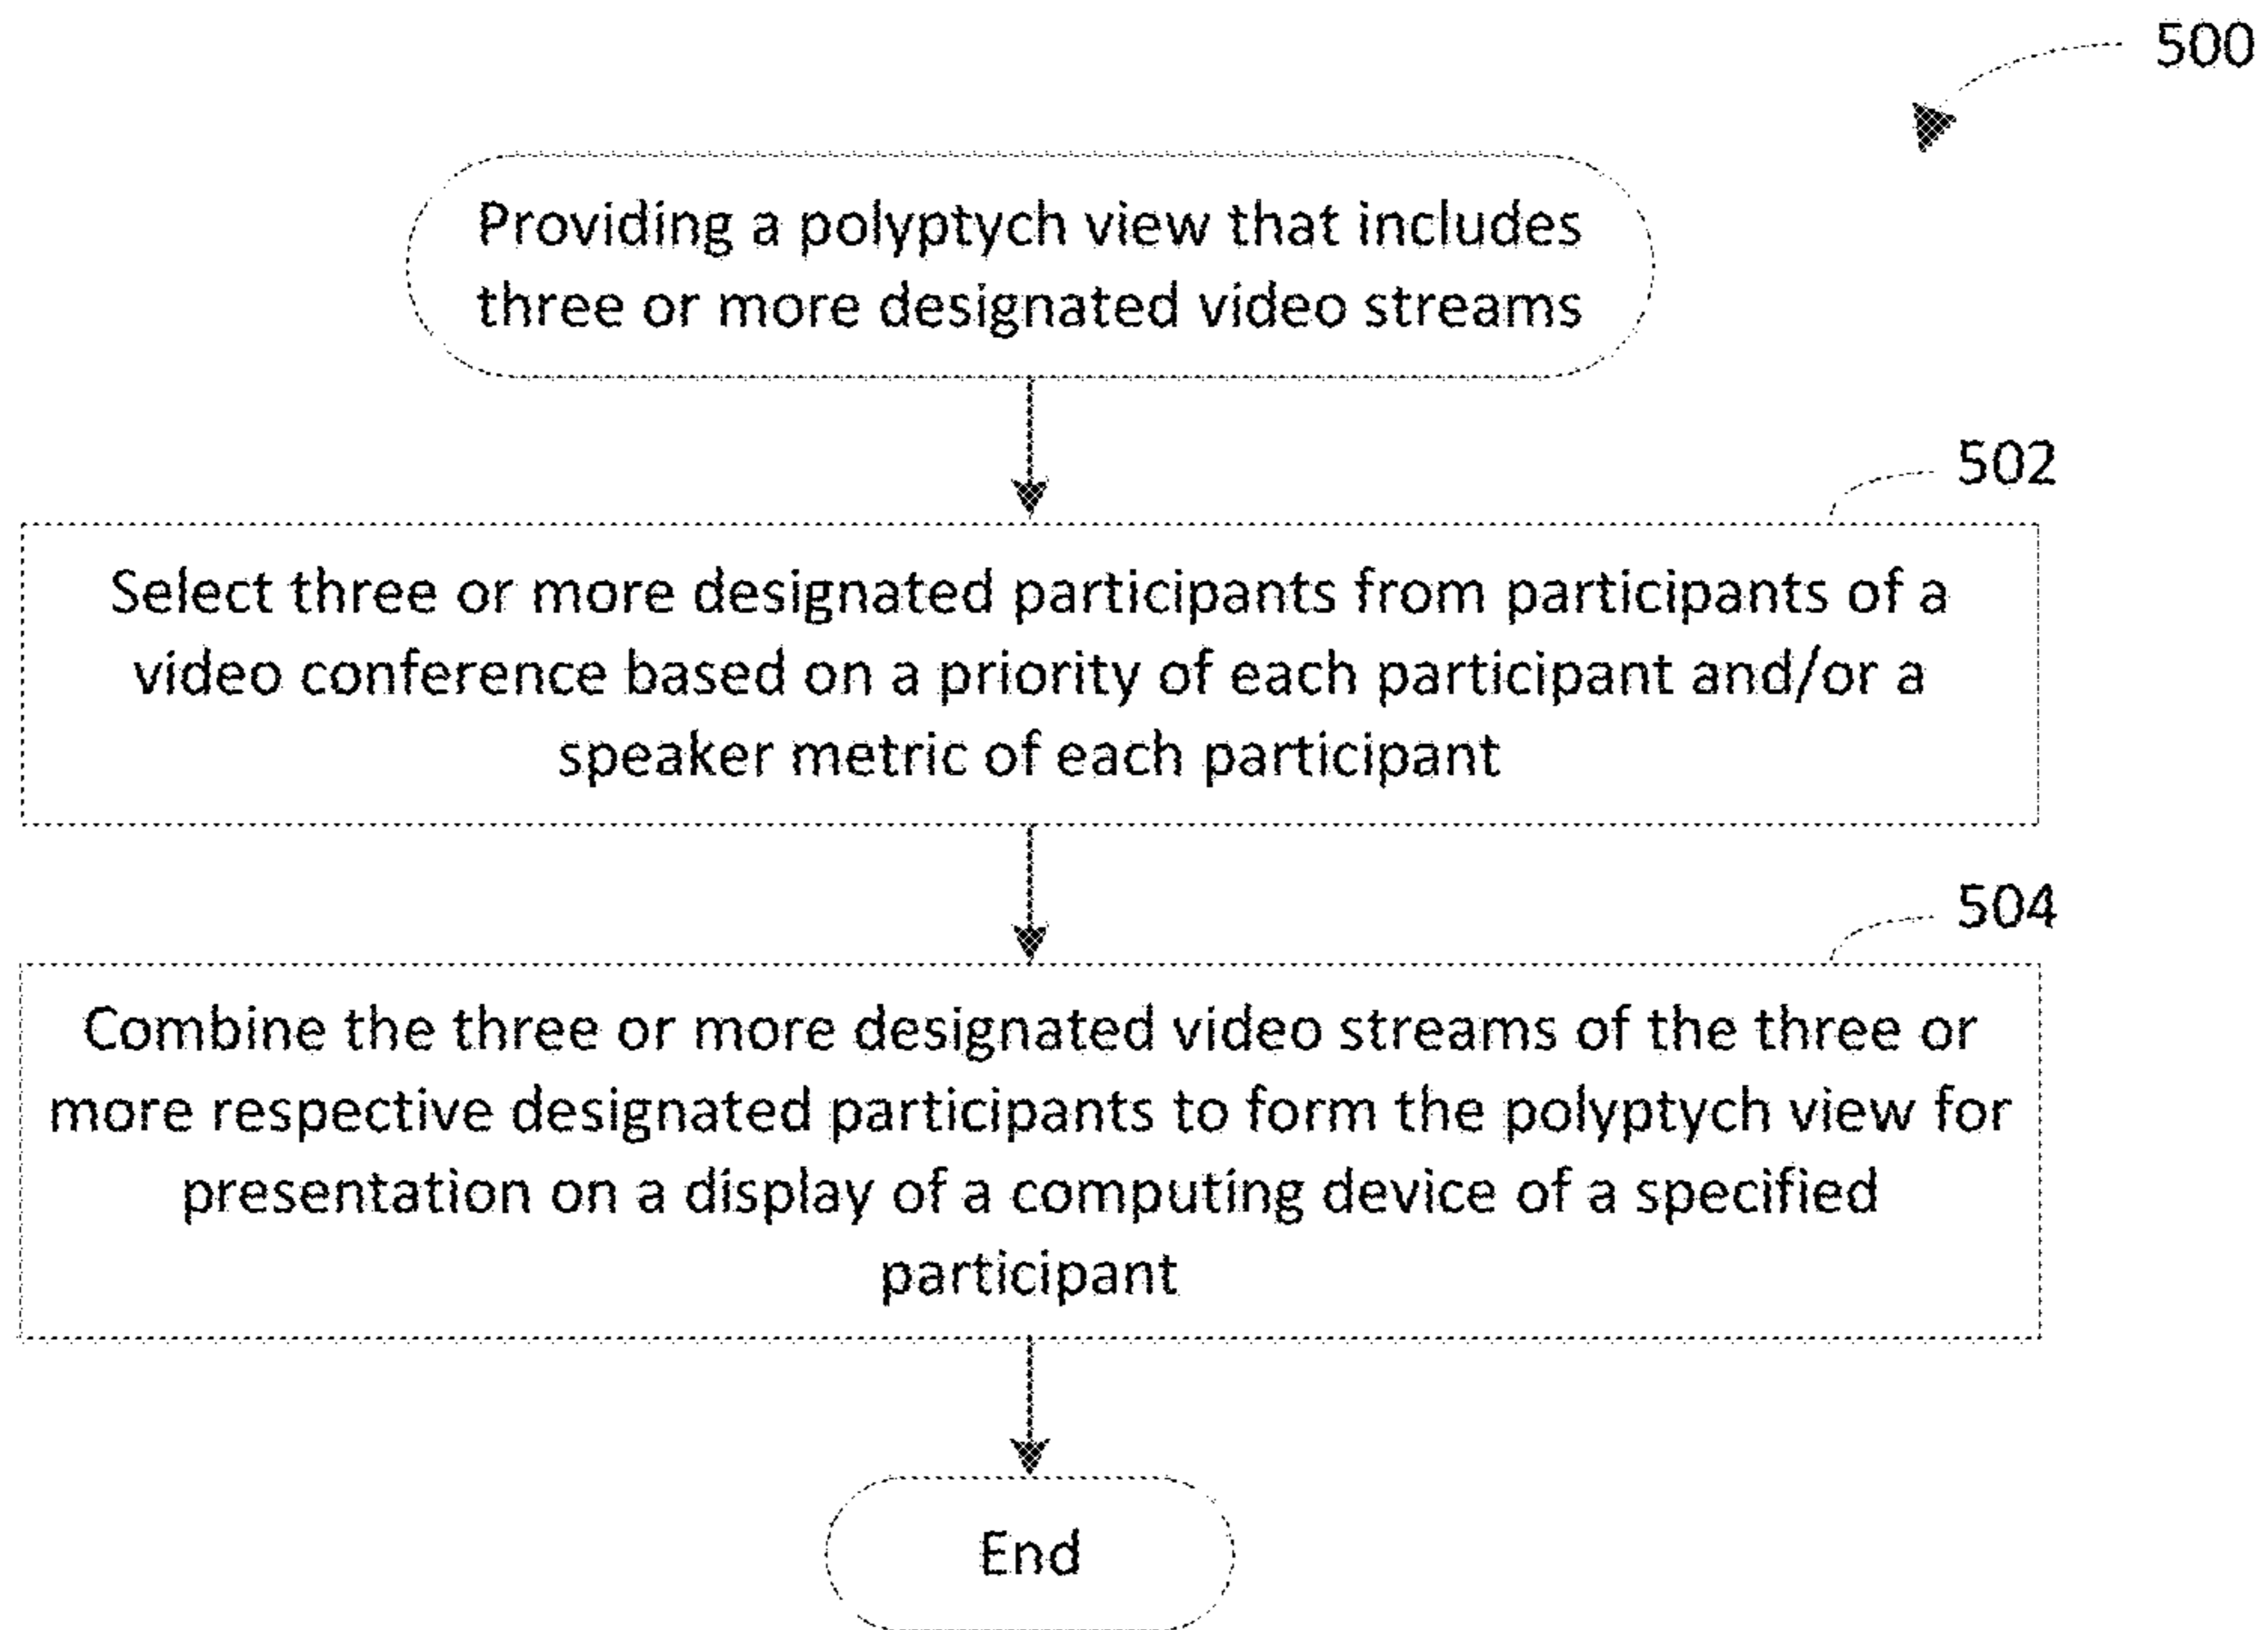 500
Providing a polyptych view that includes
three or more designated video streams
502
Select three or more designated participants from participants of a
video conference based on a priority of each participant and/or a
speaker metric of each participant
504
Combine the three or more designated video streams of the three or
more respective designated participants to form the polyptych view for
presentation on a display of a computing device of a specified
participant
End